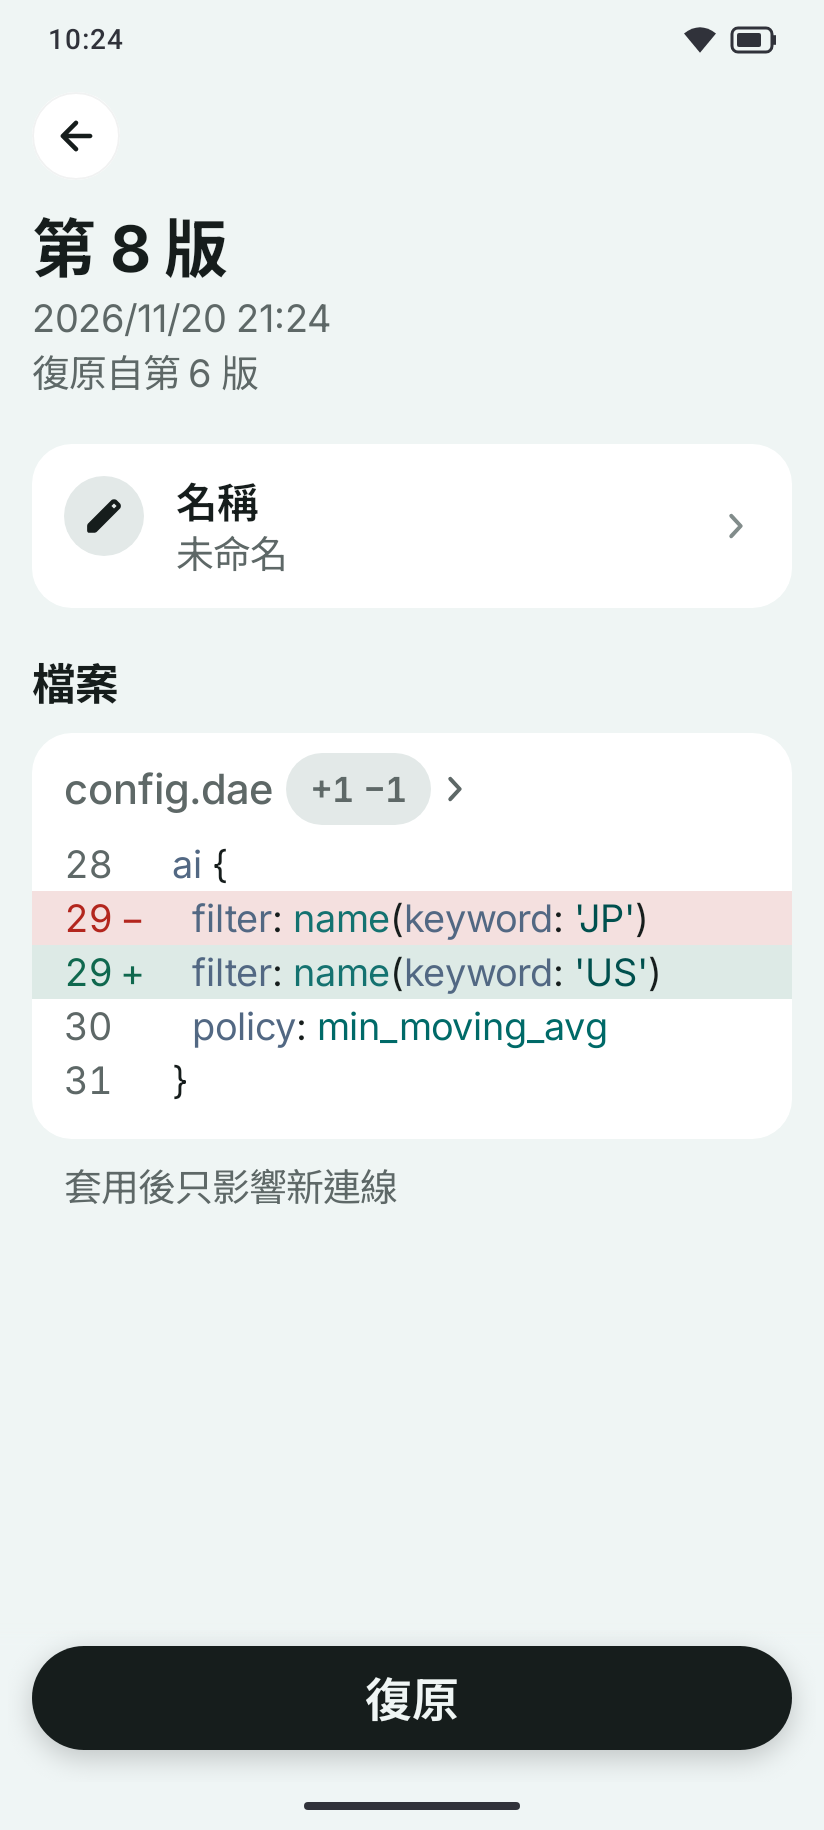 10:24
第 8 版
2026/11/20 21:24
復原自第 6 版
名稱
未命名
檔案
config.dae +1 −1
28 ai {
29 − filter: name(keyword: 'JP')
29 + filter: name(keyword: 'US')
30 policy: min_moving_avg
31 }
套用後只影響新連線
復原